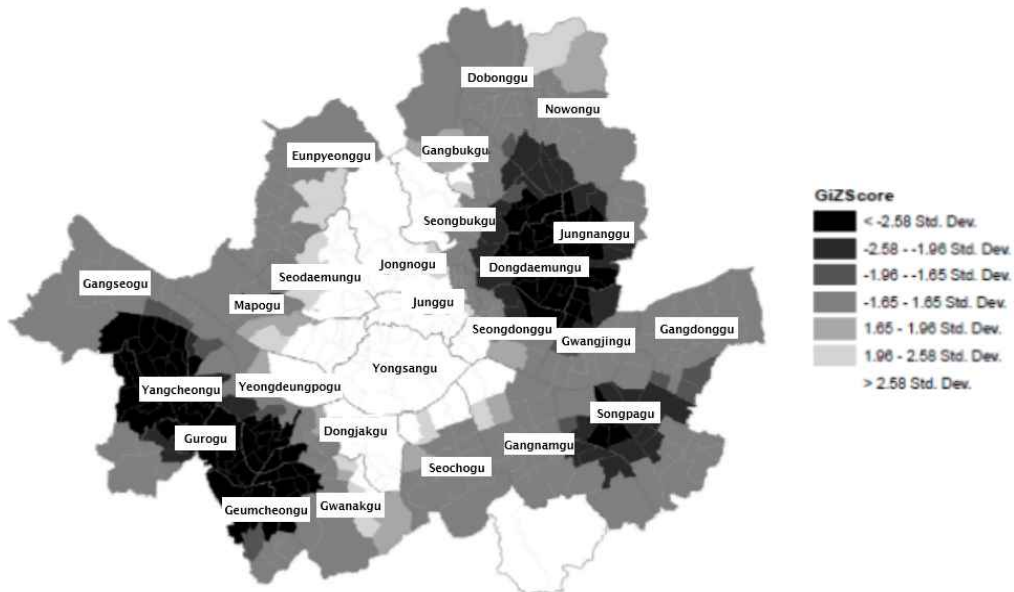 Dobonggu
Nowongu
Gangbukgu
Eunpyeonggu
Seongbukgu
Jungnanggu
Jongnogu
Dongdaemungu
Seodaemungu
Gangseogu
Mapogu
Junggu
Seongdonggu
Gwangjingu
Gangdonggu
Yongsangu
Yangcheongu
Yeongdeungpogu
Songpagu
Dongjakgu
Gurogu
Gangnamgu
Seochogu
Geumcheongu
Gwanakgu
GiZScore
< -2.58 Std. Dev.
-2.58 - -1.96 Std. Dev.
-1.96 - -1.65 Std. Dev.
-1.65 - 1.65 Std. Dev.
1.65 - 1.96 Std. Dev.
1.96 - 2.58 Std. Dev.
> 2.58 Std. Dev.